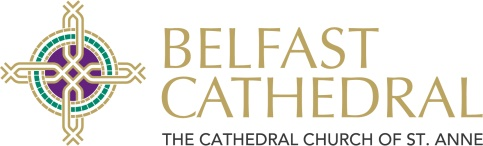 BELFAST
CATHEDRAL
THE CATHEDRAL CHURCH OF ST. ANNE